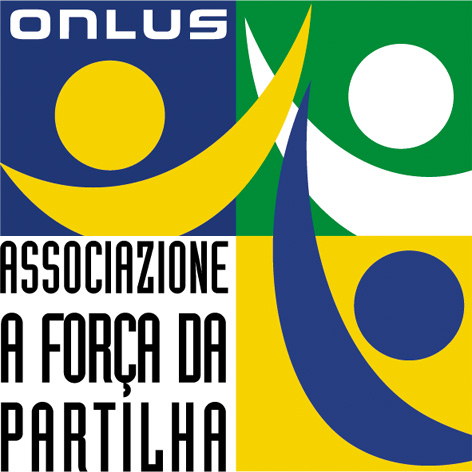 ONLUS
ASSOCIAZIONE
A FORÇA DA
PARTILHA